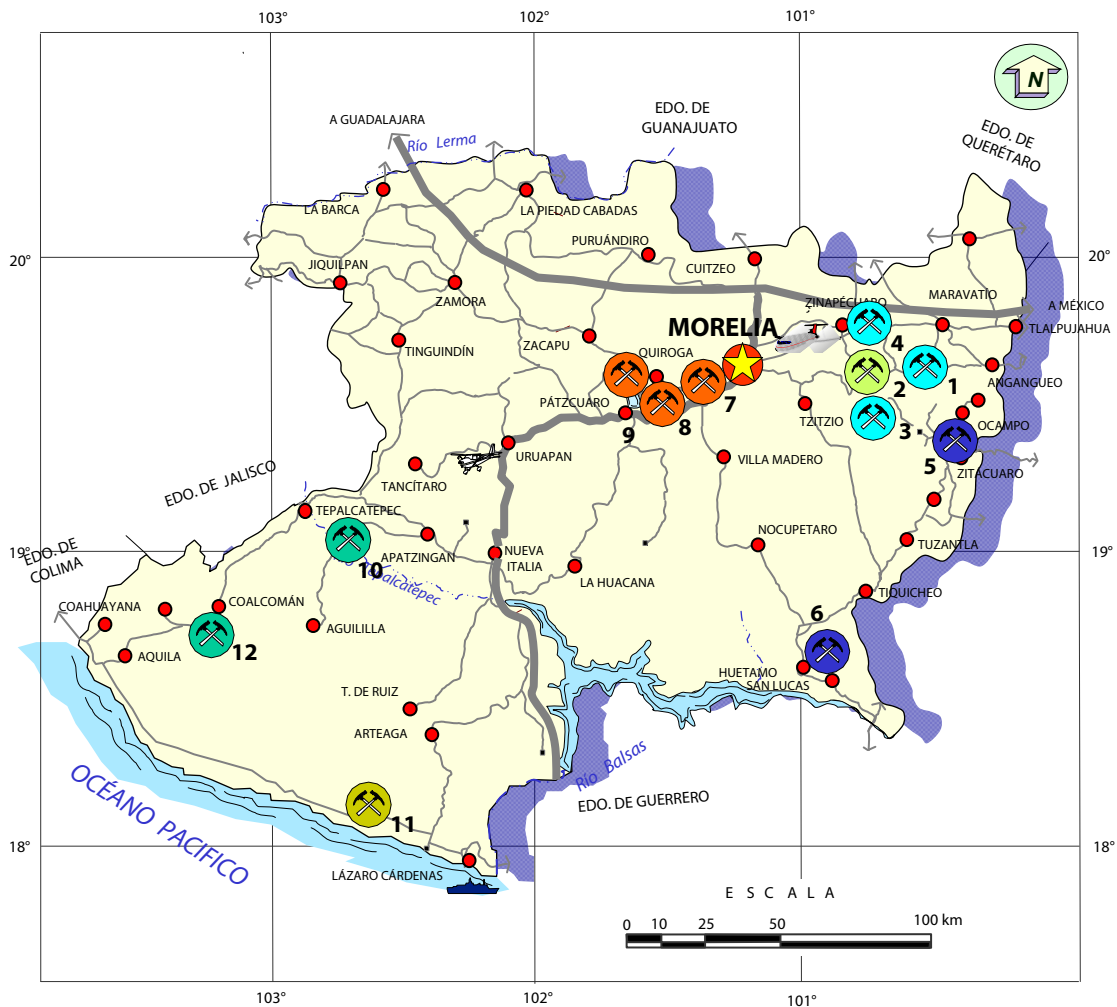 103°
102°
101°
N
A GUADALAJARA
EDO. DE
GUANAJUATO
EDO. DE
QUERÉTARO
Río Lerma
LA BARCA
LA PIEDAD CABADAS
PURUÁNDIRO
CUITZEO
20°
20°
JIQUILPAN
ZAMORA
ZINAPÉCUARO
MARAVATÍO
A MÉXICO
TLALPUJAHUA
MORELIA
4
TINGUINDÍN
ZACAPU
QUIROGA
2
1
ANGANGUEO
PÁTZCUARO
7
9
8
TZITZIO
3
OCAMPO
5
ZITACUARO
URUAPAN
VILLA MADERO
TANCÍTARO
EDO. DE JALISCO
TEPALCATEPEC
NOCUPETARO
TUZANTLA
EDO. DE
COLIMA
19°
APATZINGAN
NUEVA
ITALIA
19°
10
Tepalcatepec
LA HUACANA
TIQUICHEO
COAHUAYANA
COALCOMÁN
AGUILILLA
6
12
AQUILA
HUETAMO
SAN LUCAS
T. DE RUIZ
ARTEAGA
Río Balsas
OCÉANO PACIFICO
EDO. DE GUERRERO
11
18°
18°
LÁZARO CÁRDENAS
E S C A L A
0 10 25 50 100 km
103°
102°
101°